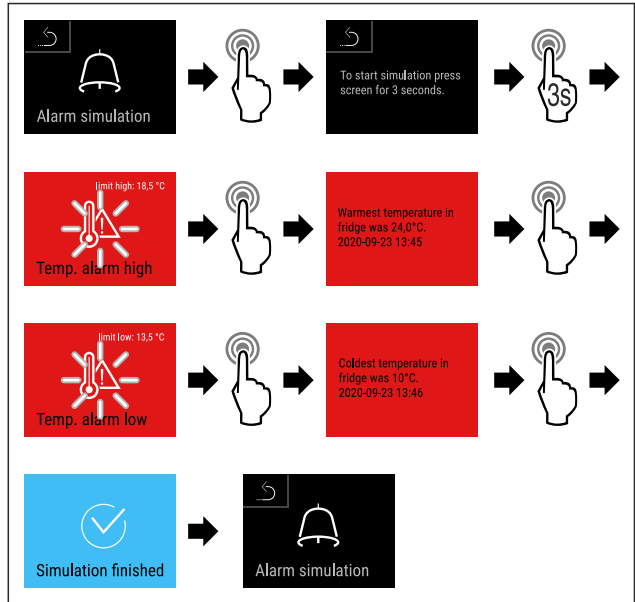 Alarm simulation
To start simulation press
screen for 3 seconds.
3s
limit high: 18,5 °C
Temp. alarm high
Warmest temperature in
fridge was 24,0°C.
2020-09-23 13:45
limit low: 13,5 °C
Temp. alarm low
Coldest temperature in
fridge was 10°C.
2020-09-23 13:46
Simulation finished
Alarm simulation